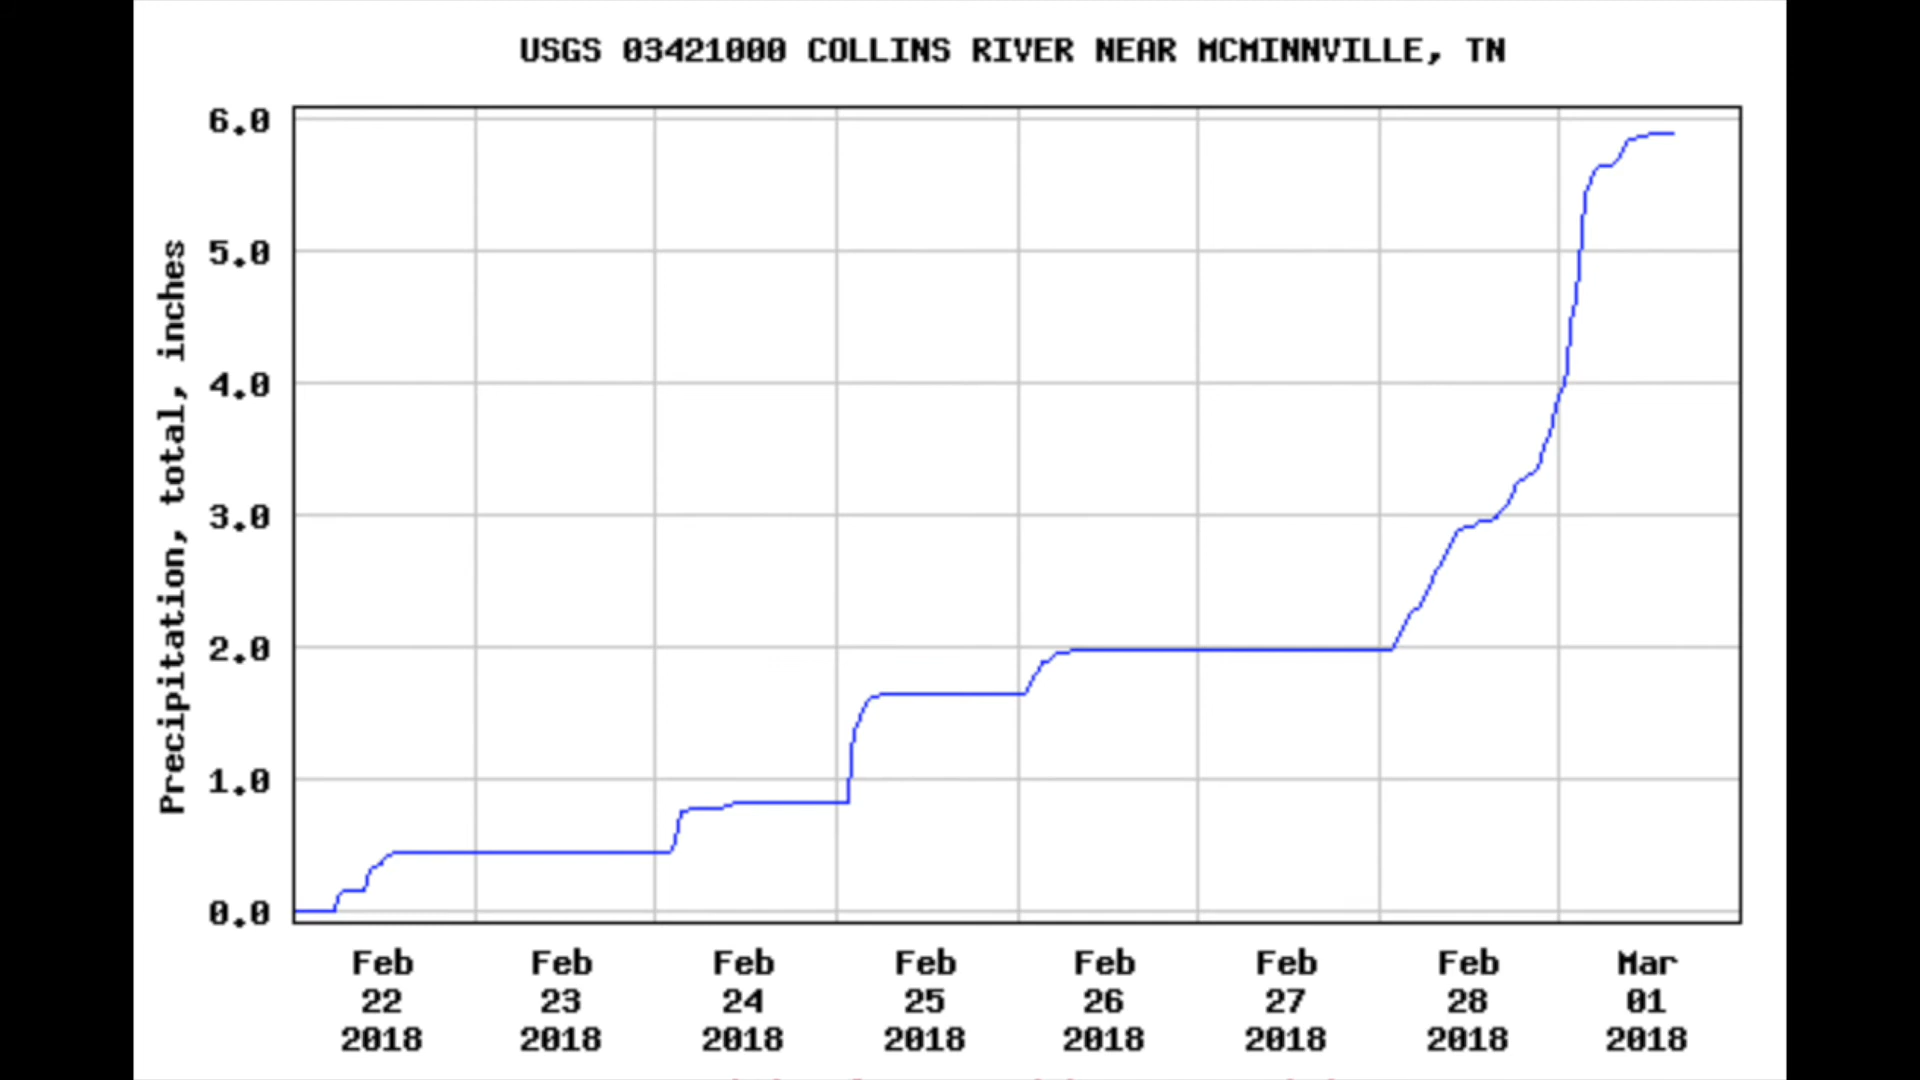 USGS 03421000 COLLINS RIVER NEAR MCMINNVILLE, TN
Precipitation, total, inches
6.0
5.0
4.0
3.0
2.0
1.0
0.0
Feb 22 2018
Feb 23 2018
Feb 24 2018
Feb 25 2018
Feb 26 2018
Feb 27 2018
Feb 28 2018
Mar 01 2018